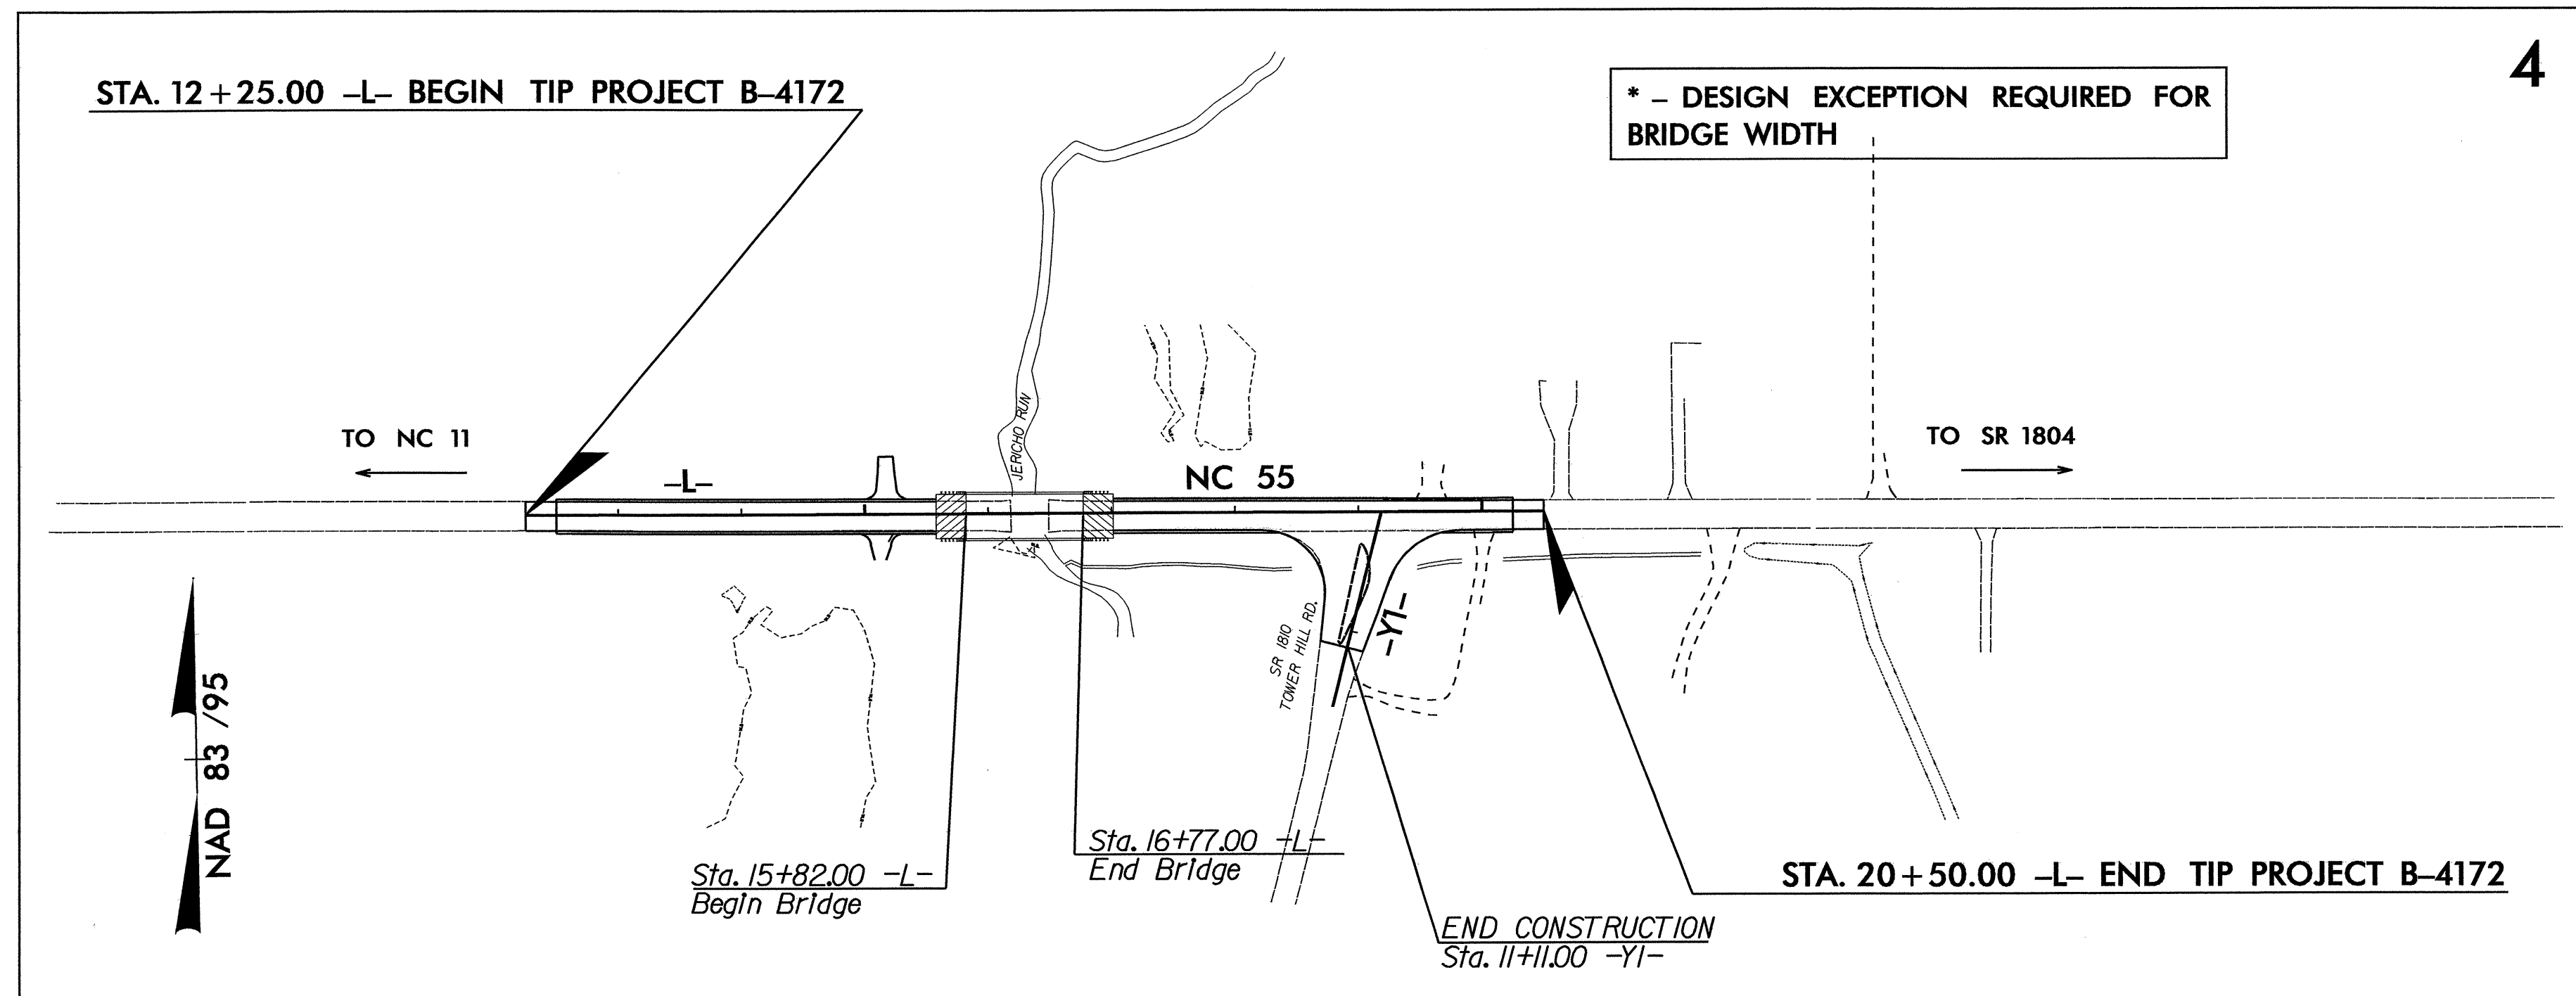 4
STA. 12+25.00 –L– BEGIN TIP PROJECT B–4172
* – DESIGN EXCEPTION REQUIRED FOR
BRIDGE WIDTH
JERICHO RUN
TO NC 11
TO SR 1804
–L–
NC 55
SR 1810
TOWER HILL RD.
–Y1–
NAD 83 /95
Sta. 15+82.00 –L–
Begin Bridge
Sta. 16+77.00 –L–
End Bridge
STA. 20+50.00 –L– END TIP PROJECT B–4172
END CONSTRUCTION
Sta. 11+11.00 –Y1–